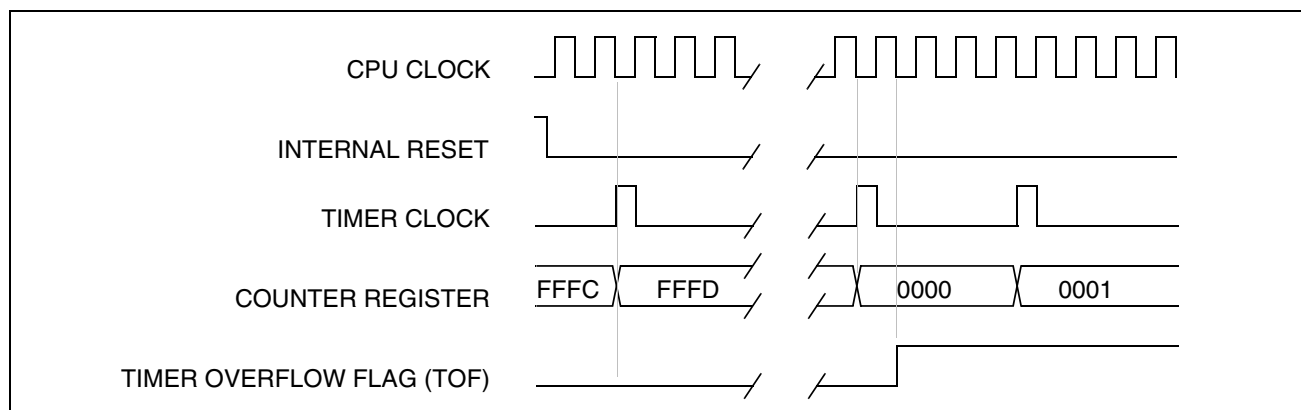 CPU CLOCK
INTERNAL RESET
TIMER CLOCK
COUNTER REGISTER FFFC FFFD 0000 0001
TIMER OVERFLOW FLAG (TOF)